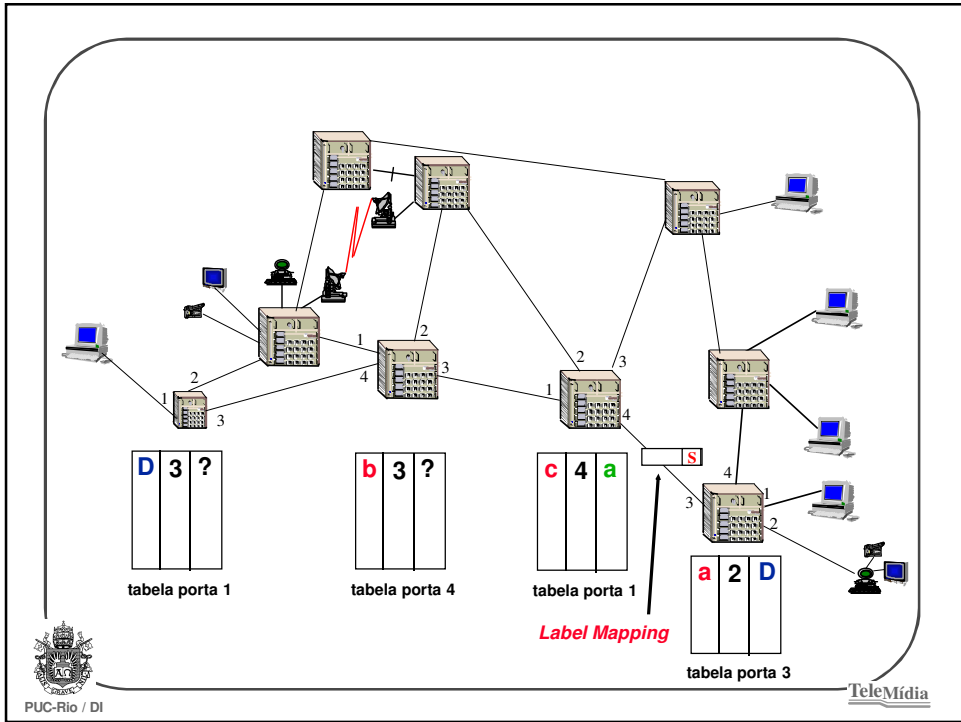 2
3
1
2
1
3
4
2
3
1
4
4
1
3
2
S
D 3 ?
b 3 ?
c 4 a
a 2 D
tabela porta 1
tabela porta 4
tabela porta 1
Label Mapping
tabela porta 3
PUC-Rio / DI
TeleMídia